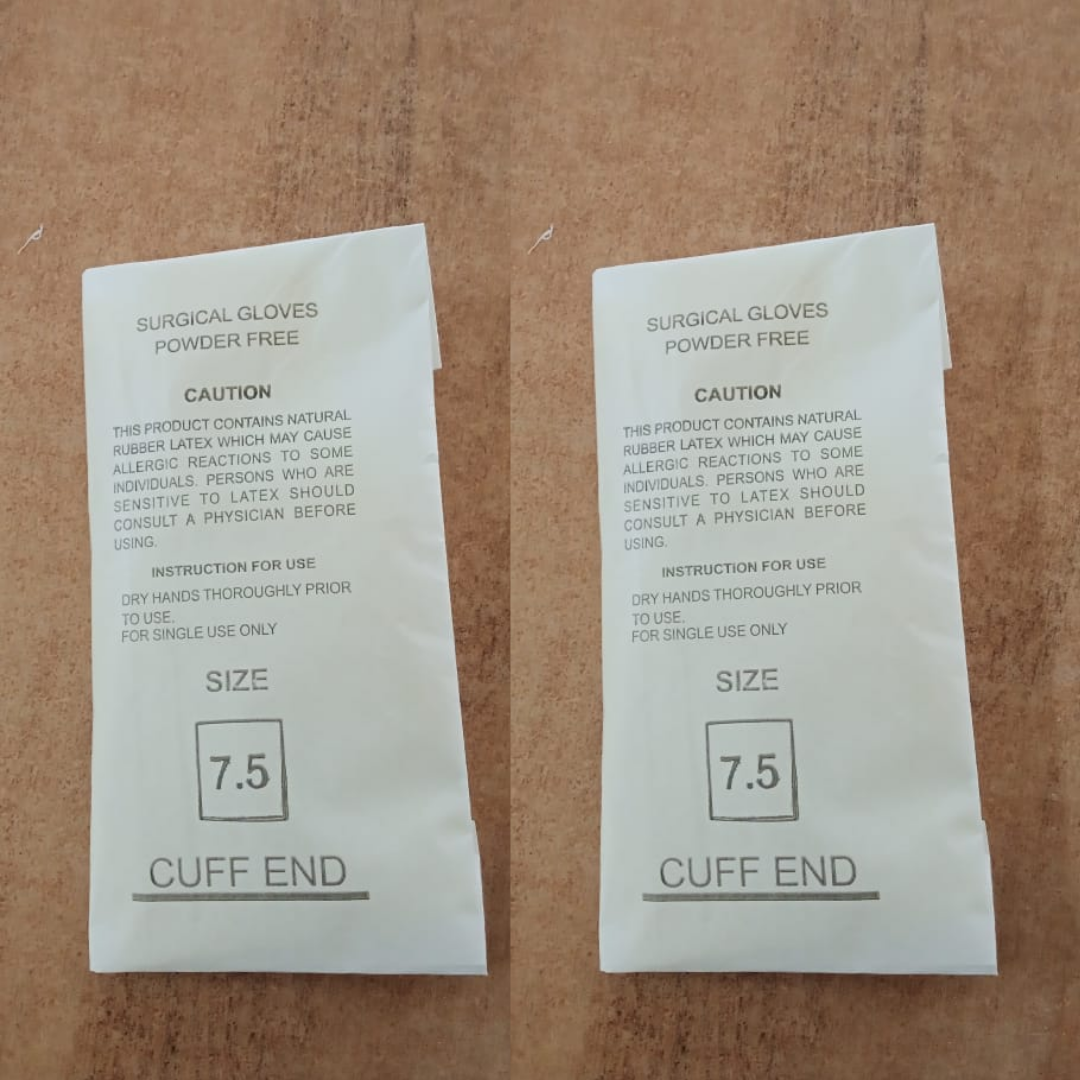 SURGICAL GLOVES
POWDER FREE
CAUTION
THIS PRODUCT CONTAINS NATURAL
RUBBER LATEX WHICH MAY CAUSE
ALLERGIC REACTIONS TO SOME
INDIVIDUALS. PERSONS WHO ARE
SENSITIVE TO LATEX SHOULD
CONSULT A PHYSICIAN BEFORE
USING.
INSTRUCTION FOR USE
DRY HANDS THOROUGHLY PRIOR
TO USE.
FOR SINGLE USE ONLY
SIZE
7.5
CUFF END
SURGICAL GLOVES
POWDER FREE
CAUTION
THIS PRODUCT CONTAINS NATURAL
RUBBER LATEX WHICH MAY CAUSE
ALLERGIC REACTIONS TO SOME
INDIVIDUALS. PERSONS WHO ARE
SENSITIVE TO LATEX SHOULD
CONSULT A PHYSICIAN BEFORE
USING.
INSTRUCTION FOR USE
DRY HANDS THOROUGHLY PRIOR
TO USE.
FOR SINGLE USE ONLY
SIZE
7.5
CUFF END